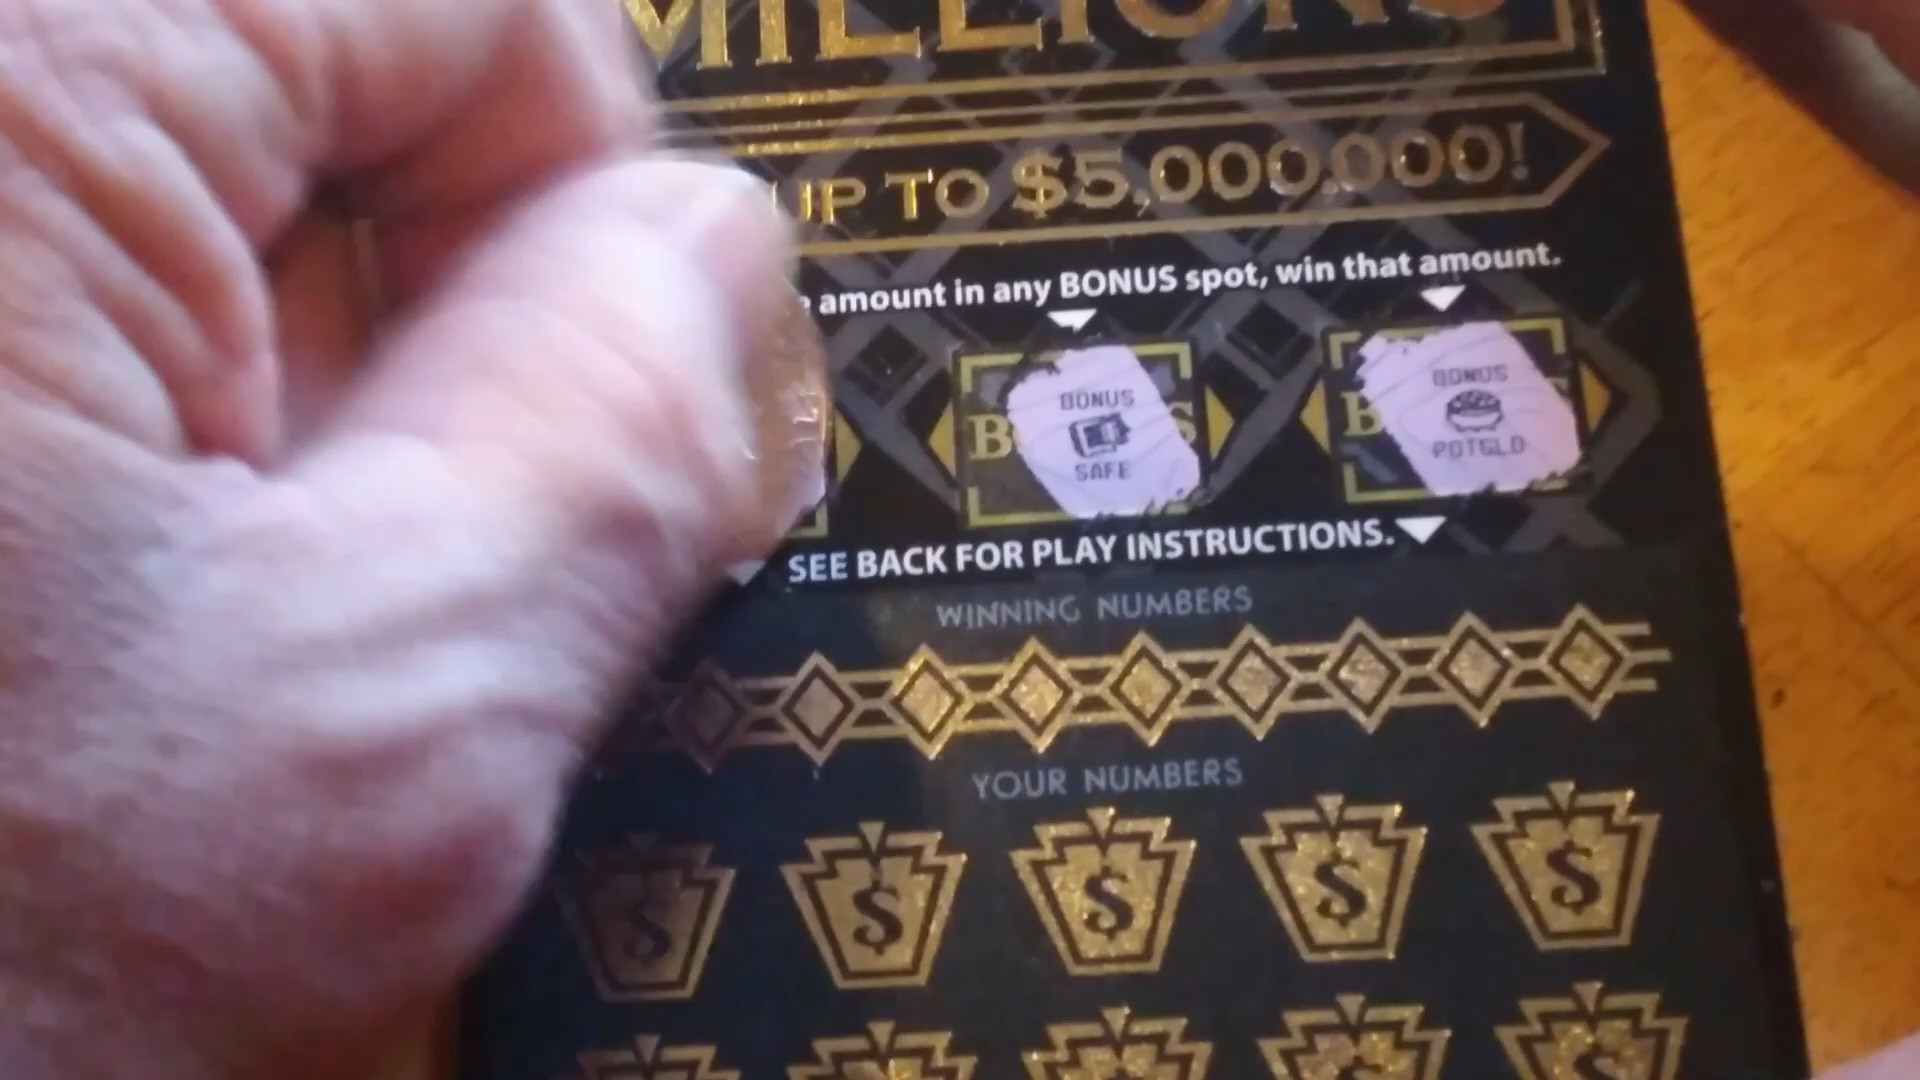 MILLIONS
UP TO $5,000,000!
amount in any BONUS spot, win that amount.
BONUS
SAFE
BONUS
POTGLD
SEE BACK FOR PLAY INSTRUCTIONS.
WINNING NUMBERS
YOUR NUMBERS
$ $ $ $ $